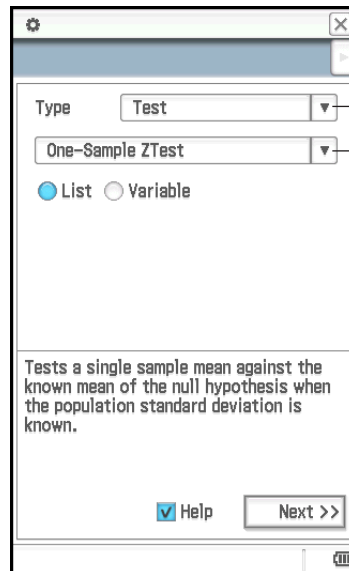 Type Test
One-Sample ZTest
List Variable
Tests a single sample mean against the
known mean of the null hypothesis when
the population standard deviation is
known.
Help Next >>